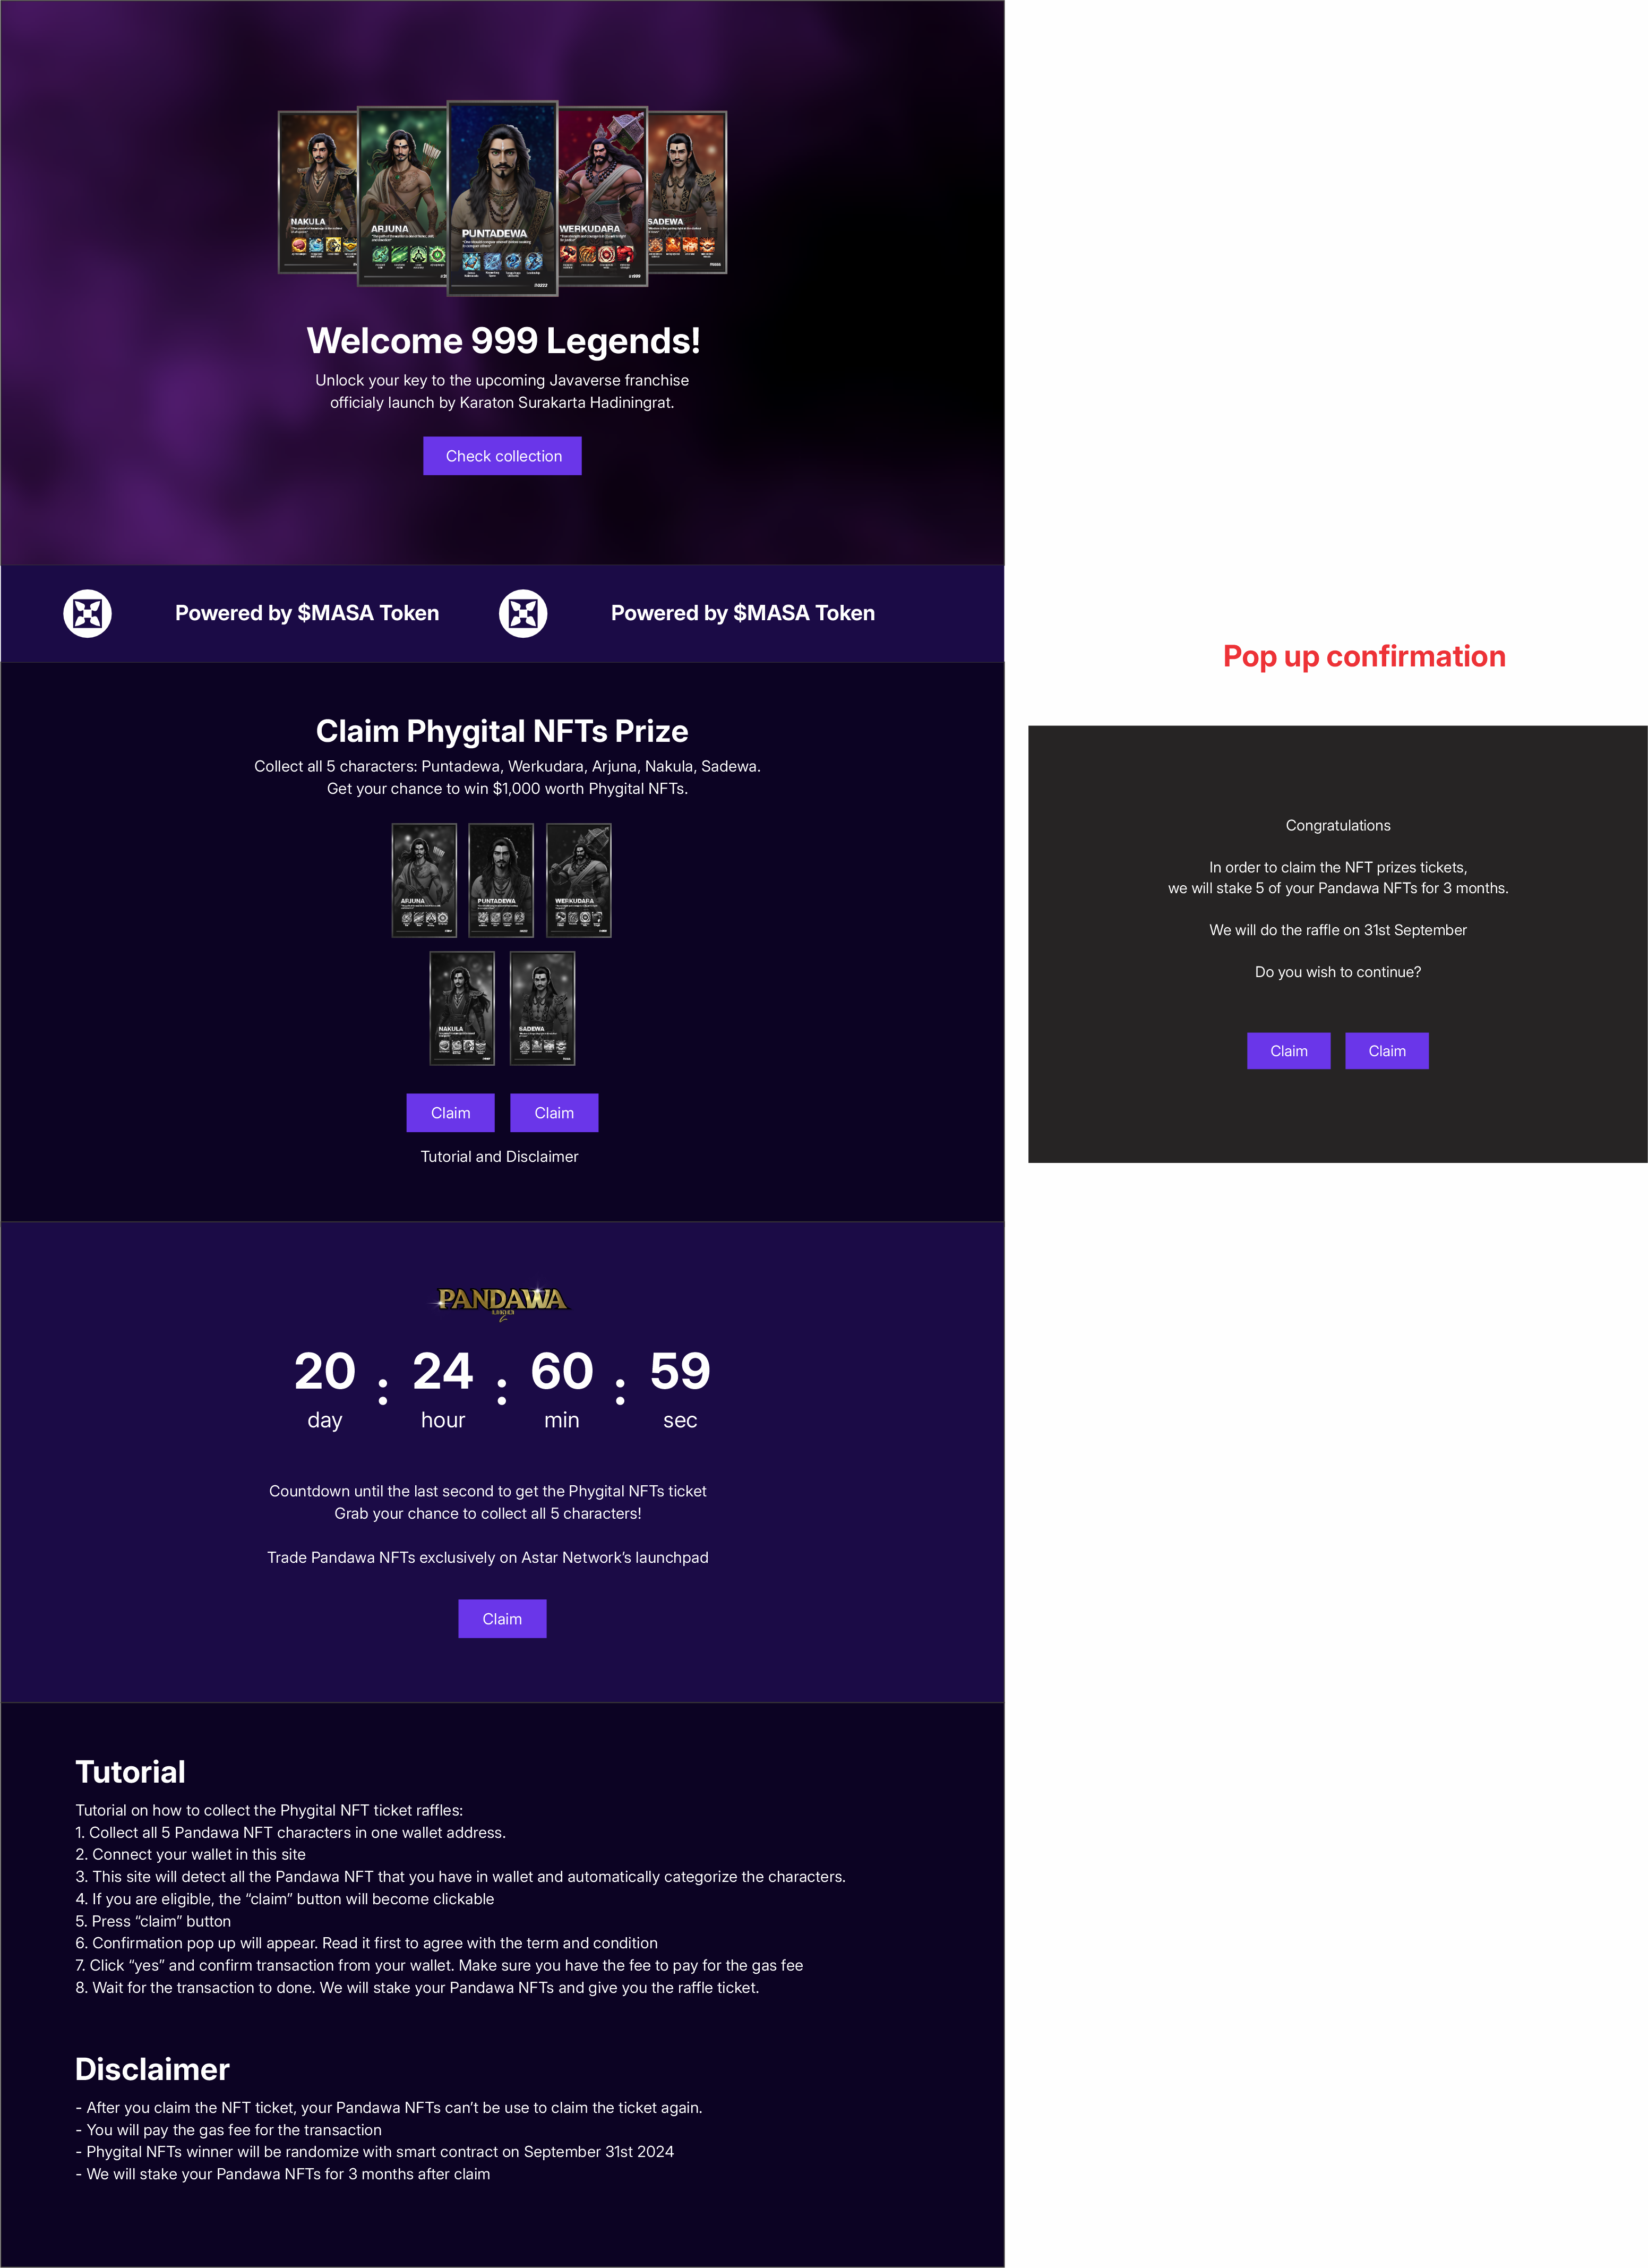 NAKULA
ARJUNA
PUNTADEWA
WERKUDARA
SADEWA
Welcome 999 Legends!
Unlock your key to the upcoming Javaverse franchise
officialy launch by Karaton Surakarta Hadiningrat.
Check collection
Powered by $MASA Token
Powered by $MASA Token
Claim Phygital NFTs Prize
Collect all 5 characters: Puntadewa, Werkudara, Arjuna, Nakula, Sadewa.
Get your chance to win $1,000 worth Phygital NFTs.
ARJUNA
PUNTADEWA
WERKUDARA
NAKULA
SADEWA
Claim
Claim
Tutorial and Disclaimer
PANDAWA
20 : 24 : 60 : 59
day hour min sec
Countdown until the last second to get the Phygital NFTs ticket
Grab your chance to collect all 5 characters!
Trade Pandawa NFTs exclusively on Astar Network’s launchpad
Claim
Tutorial
Tutorial on how to collect the Phygital NFT ticket raffles:
1. Collect all 5 Pandawa NFT characters in one wallet address.
2. Connect your wallet in this site
3. This site will detect all the Pandawa NFT that you have in wallet and automatically categorize the characters.
4. If you are eligible, the “claim” button will become clickable
5. Press “claim” button
6. Confirmation pop up will appear. Read it first to agree with the term and condition
7. Click “yes” and confirm transaction from your wallet. Make sure you have the fee to pay for the gas fee
8. Wait for the transaction to done. We will stake your Pandawa NFTs and give you the raffle ticket.
Disclaimer
- After you claim the NFT ticket, your Pandawa NFTs can’t be use to claim the ticket again.
- You will pay the gas fee for the transaction
- Phygital NFTs winner will be randomize with smart contract on September 31st 2024
- We will stake your Pandawa NFTs for 3 months after claim
Pop up confirmation
Congratulations
In order to claim the NFT prizes tickets,
we will stake 5 of your Pandawa NFTs for 3 months.
We will do the raffle on 31st September
Do you wish to continue?
Claim
Claim